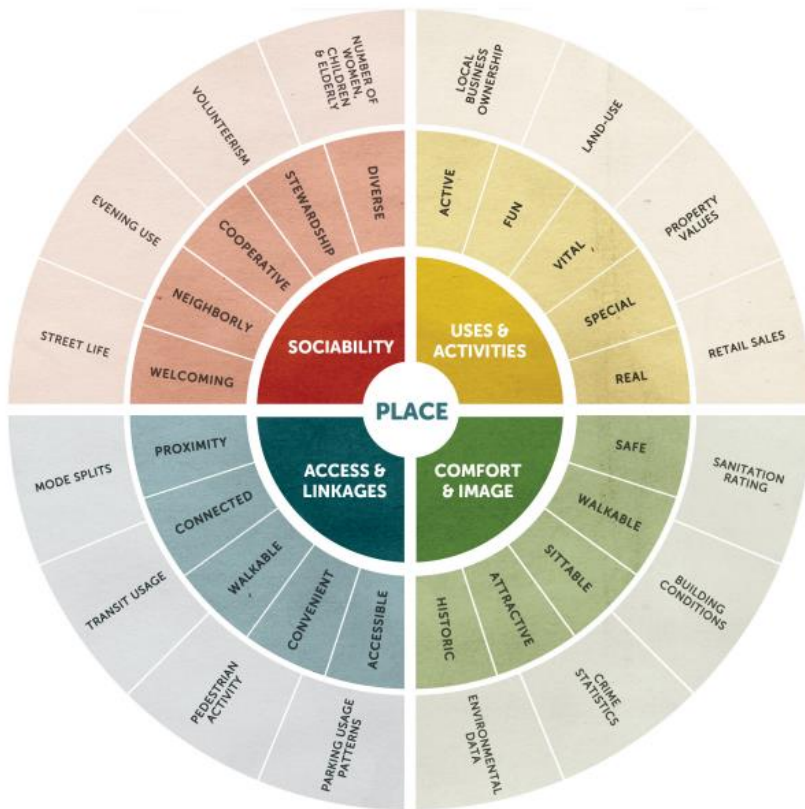 PLACE
SOCIABILITY
WELCOMING
NEIGHBORLY
COOPERATIVE
STEWARDSHIP
DIVERSE
STREET LIFE
EVENING USE
VOLUNTEERISM
NUMBER OF
WOMEN,
CHILDREN
& ELDERLY
USES &
ACTIVITIES
ACTIVE
FUN
VITAL
SPECIAL
REAL
LOCAL
BUSINESS
OWNERSHIP
LAND-USE
PROPERTY
VALUES
RETAIL SALES
COMFORT
& IMAGE
SAFE
WALKABLE
SITTABLE
ATTRACTIVE
HISTORIC
SANITATION
RATING
BUILDING
CONDITIONS
CRIME
STATISTICS
ENVIRONMENTAL
DATA
ACCESS &
LINKAGES
PROXIMITY
CONNECTED
WALKABLE
CONVENIENT
ACCESSIBLE
MODE SPLITS
TRANSIT USAGE
PEDESTRIAN
ACTIVITY
PARKING USAGE
PATTERNS